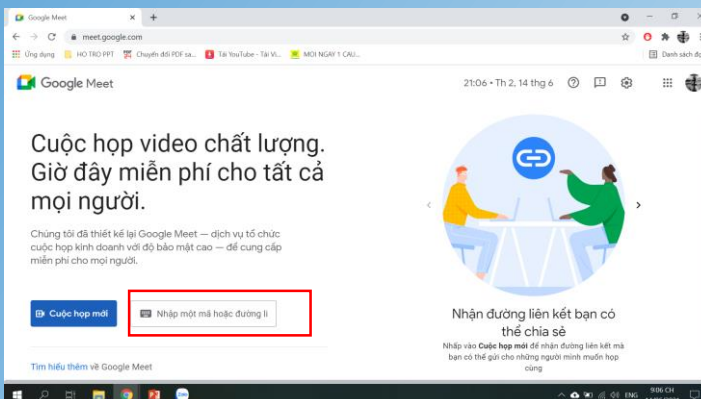 Google Meet
meet.google.com
Ứng dụng
HO TRO PPT
Chuyển đổi PDF sa...
Tải YouTube - Tải Vi...
MOI NGAY 1 CAU...
Danh sách đọ
Google Meet
21:06 • Th 2, 14 thg 6
Cuộc họp video chất lượng.
Giờ đây miễn phí cho tất cả
mọi người.
Chúng tôi đã thiết kế lại Google Meet — dịch vụ tổ chức
cuộc họp kinh doanh với độ bảo mật cao — để cung cấp
miễn phí cho mọi người.
Cuộc họp mới
Nhập một mã hoặc đường li
Tìm hiểu thêm về Google Meet
Nhận đường liên kết bạn có
thể chia sẻ
Nhấp vào Cuộc họp mới để nhận đường liên kết mà
bạn có thể gửi cho những người mình muốn họp
cùng
ENG
9:06 CH